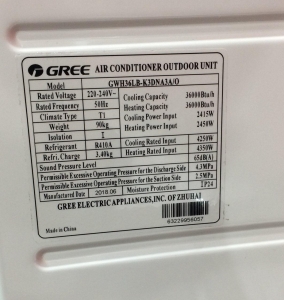 GREE AIR CONDITIONER OUTDOOR UNIT
Model GWH36LB-K3DNA3A/O
Rated Voltage 220-240V~ Cooling Capacity 36000Btu/h
Rated Frequency 50Hz Heating Capacity 36000Btu/h
Climate Type T1 Cooling Power Input 2415W
Weight 90kg Heating Power Input 2450W
Isolation I Cooling Rated Input 4250W
Refrigerant R410A Heating Rated Input 4350W
Refri. Charge 3.40kg
Sound Pressure Level 65dB(A)
Permissible Excessive Operating Pressure for the Discharge Side 4.3MPa
Permissible Excessive Operating Pressure for the Suction Side 2.5MPa
Manufactured Date 2018.06 Moisture Protection IP24
GREE ELECTRIC APPLIANCES,INC. OF ZHUHAI
Made in China
63229956057